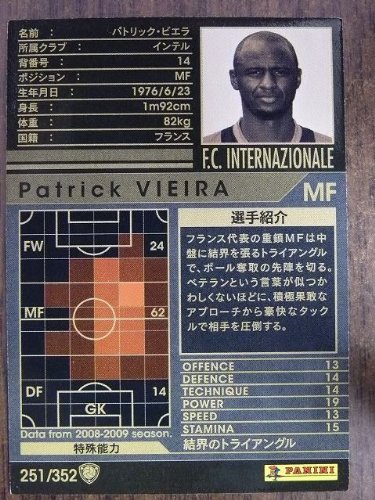 名前 : パトリック・ビエラ
所属クラブ : インテル
背番号 : 14
ポジション : MF
生年月日 : 1976/6/23
身長 : 1m92cm
体重 : 82kg
国籍 : フランス
F.C. INTERNAZIONALE
Patrick VIEIRA MF
FW 24
MF 62
DF 14
GK
Data from 2008-2009 season.
選手紹介
フランス代表の重鎮MFは中
盤に結界を張るトライアングル
で、ボール奪取の先陣を切る。
ベテランという言葉が似つか
わしくないほどに、積極果敢な
アプローチから豪快なタック
ルで相手を圧倒する。
OFFENCE 13
DEFENCE 14
TECHNIQUE 14
POWER 19
SPEED 13
STAMINA 15
特殊能力 結界のトライアングル
251/352
PANINI